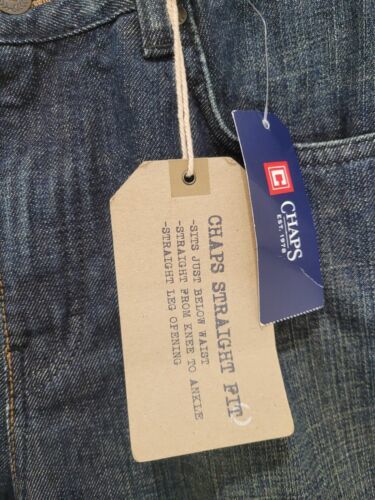 CHAPS STRAIGHT FIT
-SITS JUST BELOW WAIST
-STRAIGHT FROM KNEE TO ANKLE
-STRAIGHT LEG OPENING
C
CHAPS
EST. 1978